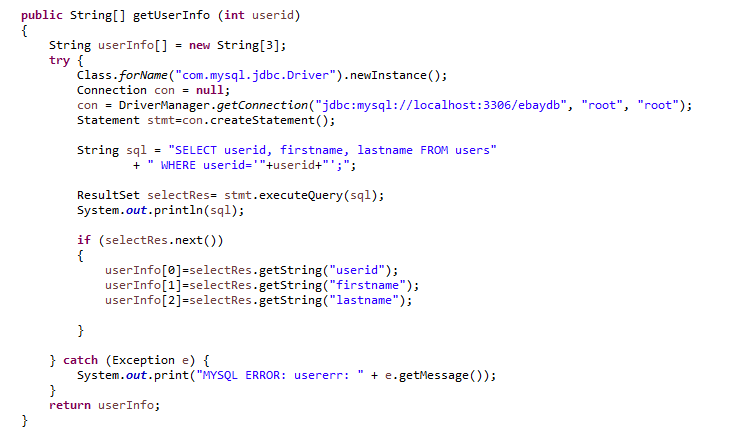 public String[] getUserInfo (int userid)
{
    String userInfo[] = new String[3];
    try {
        Class.forName("com.mysql.jdbc.Driver").newInstance();
        Connection con = null;
        con = DriverManager.getConnection("jdbc:mysql://localhost:3306/ebaydb", "root", "root");
        Statement stmt=con.createStatement();

        String sql = "SELECT userid, firstname, lastname FROM users"
                + " WHERE userid='"+userid+"';";

        ResultSet selectRes= stmt.executeQuery(sql);
        System.out.println(sql);

        if (selectRes.next())
        {
            userInfo[0]=selectRes.getString("userid");
            userInfo[1]=selectRes.getString("firstname");
            userInfo[2]=selectRes.getString("lastname");

        }

    } catch (Exception e) {
        System.out.print("MYSQL ERROR: usererr: " + e.getMessage());
    }
    return userInfo;
}